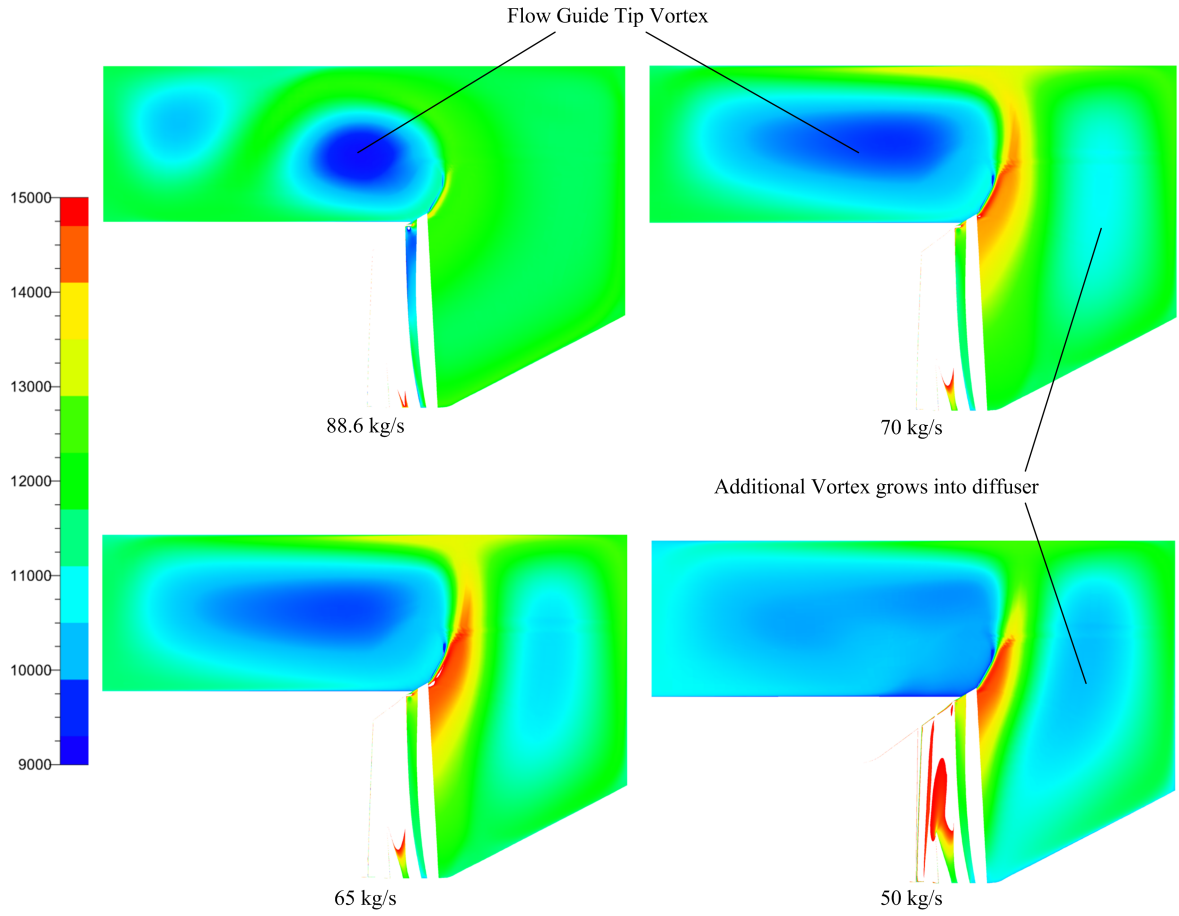 Flow Guide Tip Vortex
15000
14000
13000
12000
11000
10000
9000
88.6 kg/s
70 kg/s
Additional Vortex grows into diffuser
65 kg/s
50 kg/s